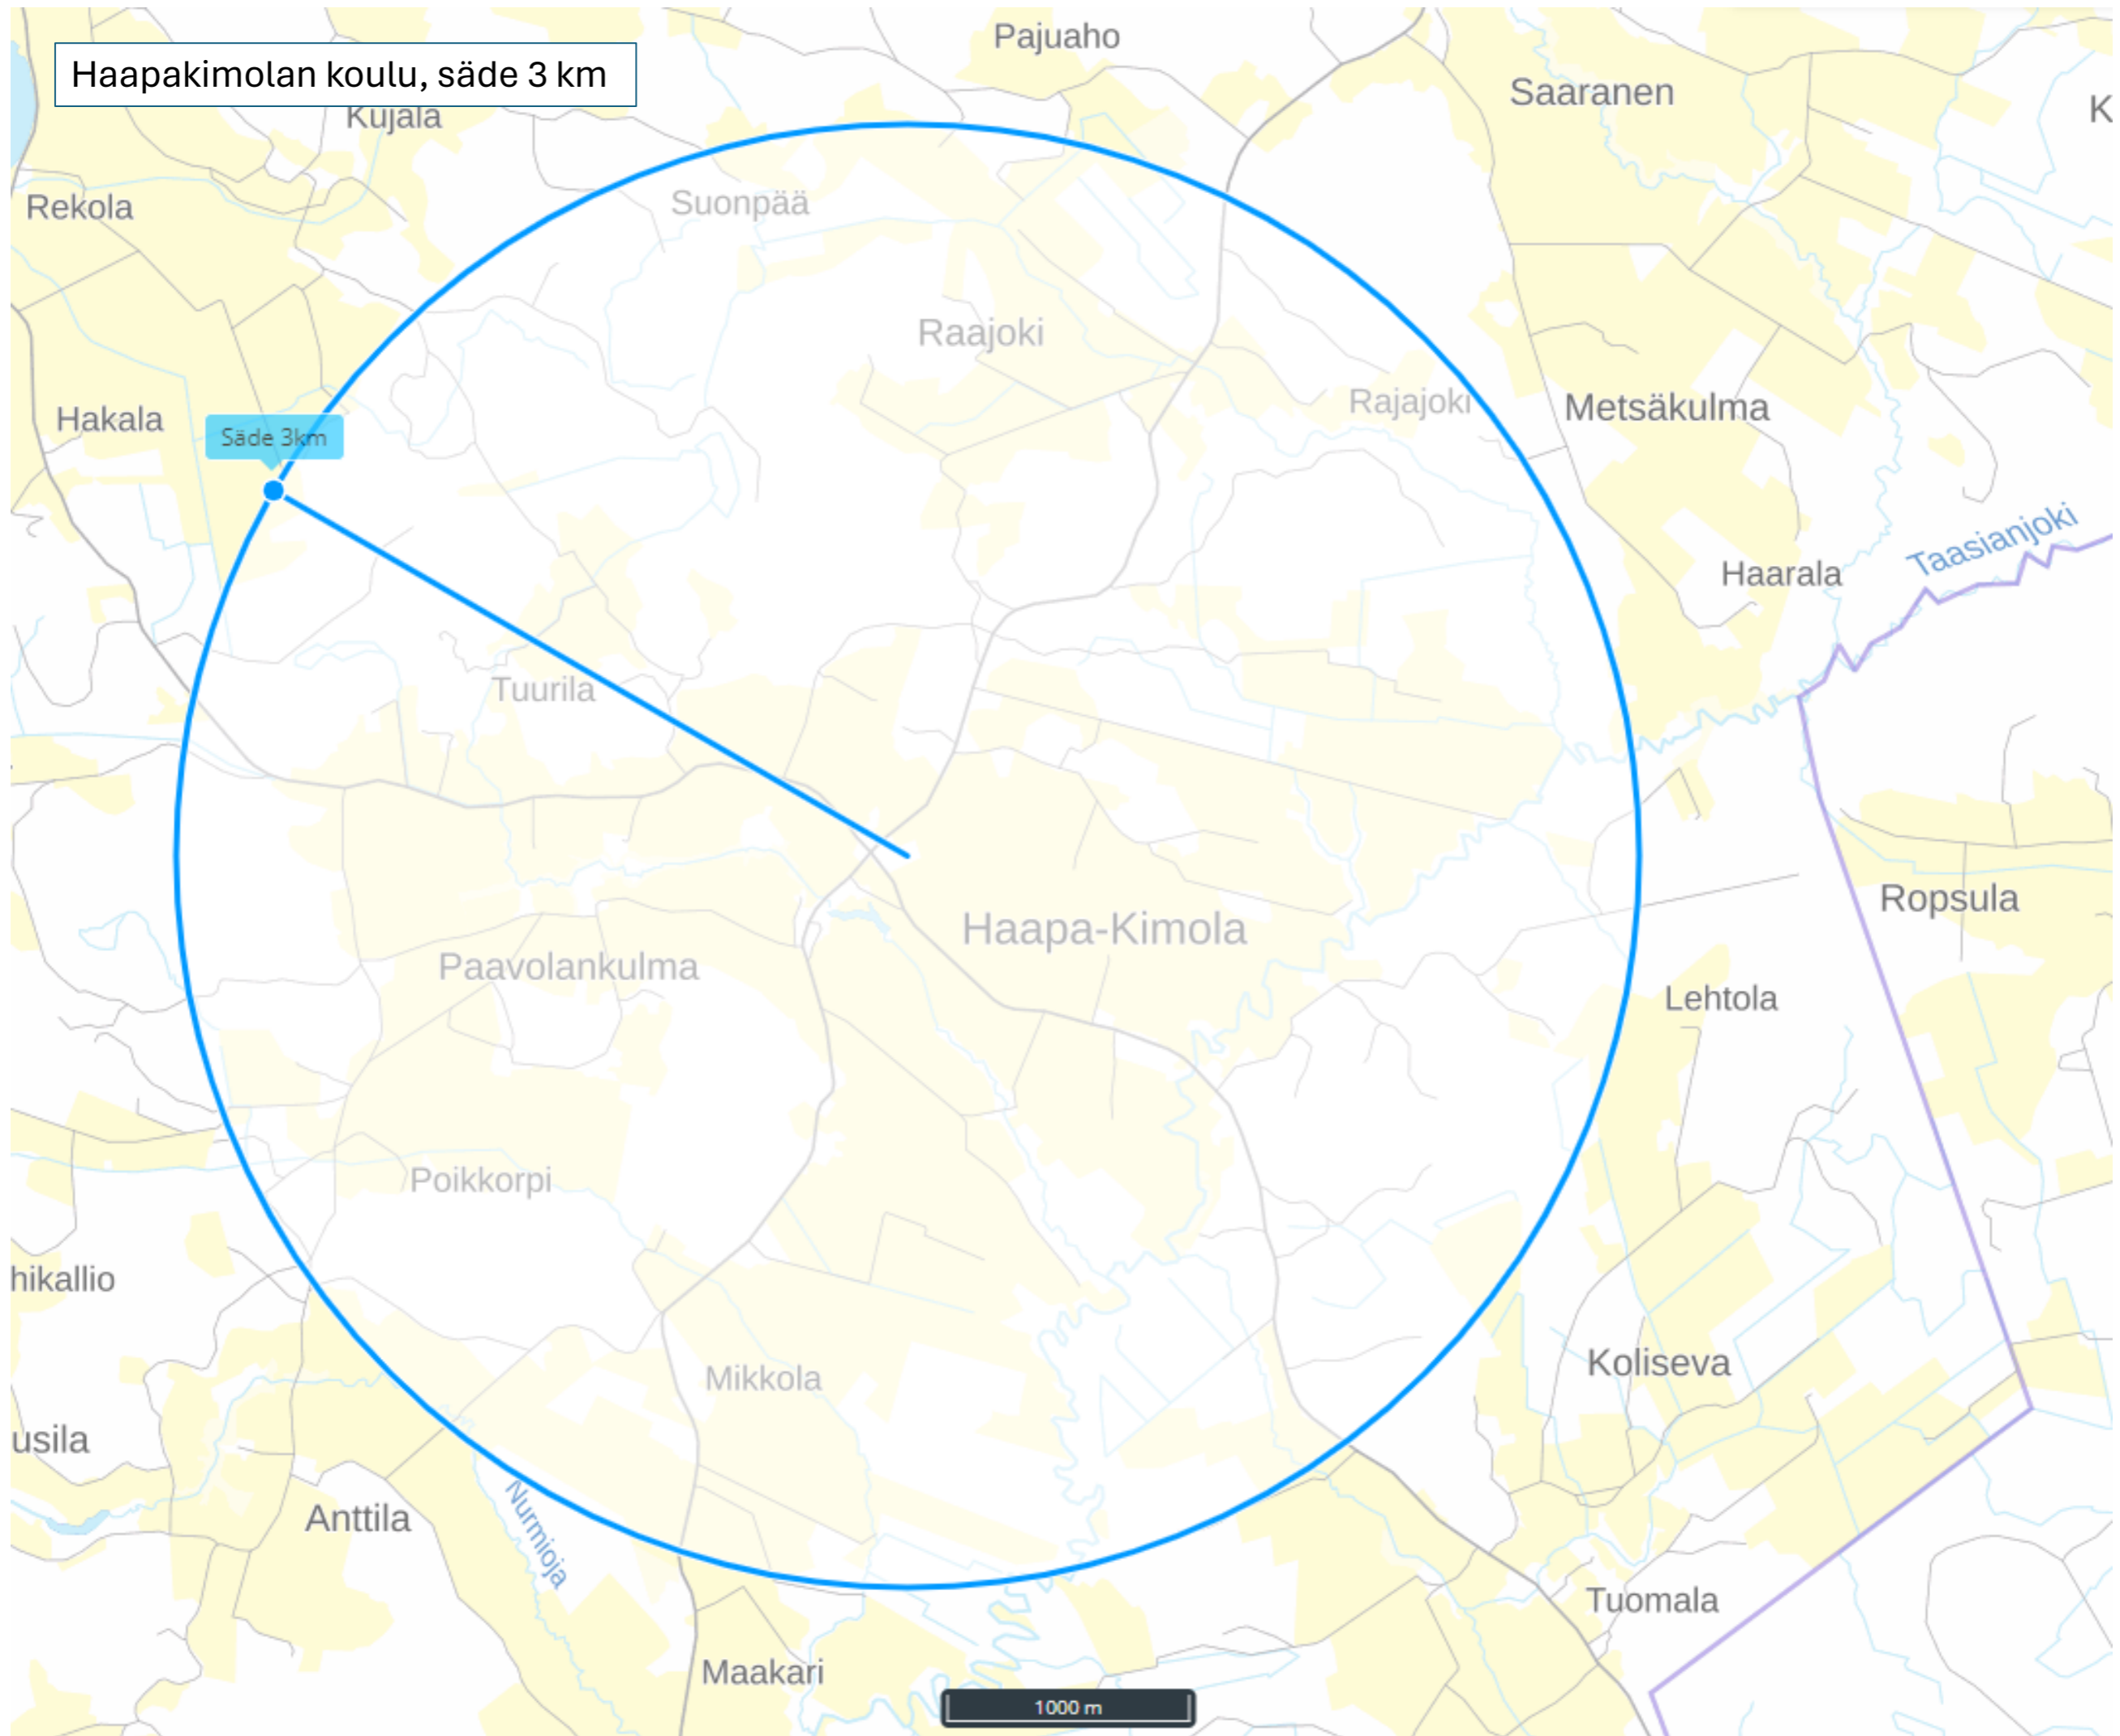 Pajuaho
Haapakimolan koulu, säde 3 km
Saaranen
K
Kujala
Suonpää
Rekola
Raajoki
Rajajoki
Metsäkulma
Hakala
Säde 3km
Taasianjoki
Haarala
Tuurila
Ropsula
Haapa-Kimola
Paavolankulma
Lehtola
Poikkorpi
hikallio
Koliseva
Mikkola
usila
Anttila
Nurmioja
Tuomala
Maakari
1000 m